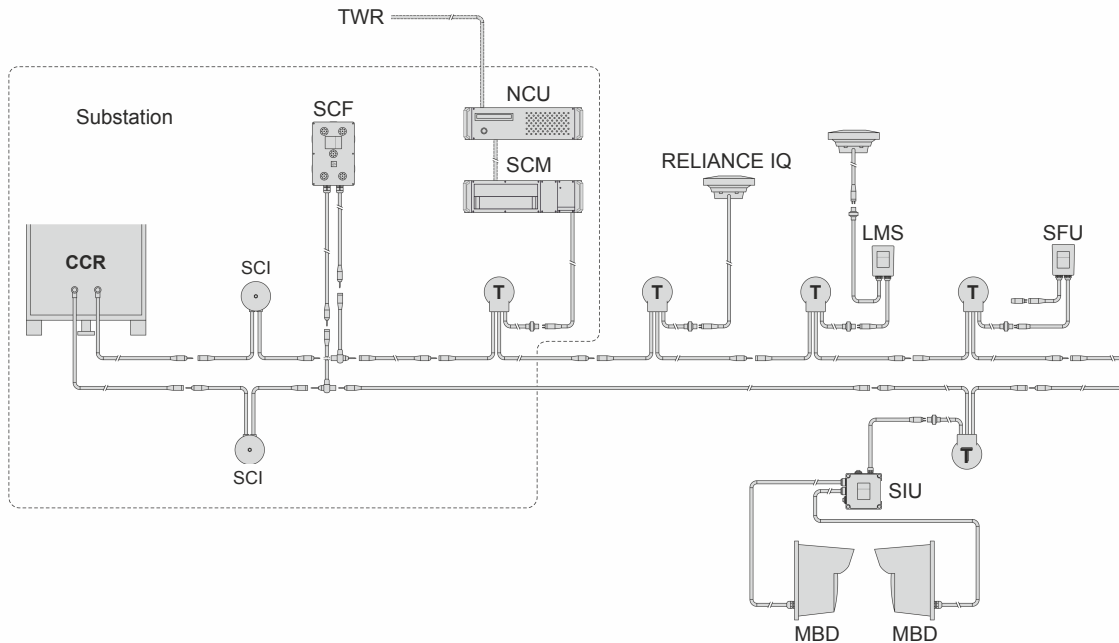 TWR
Substation
SCF
NCU
SCM
RELIANCE IQ
LMS
SFU
CCR
SCI
T
T
T
T
SCI
T
SIU
MBD
MBD